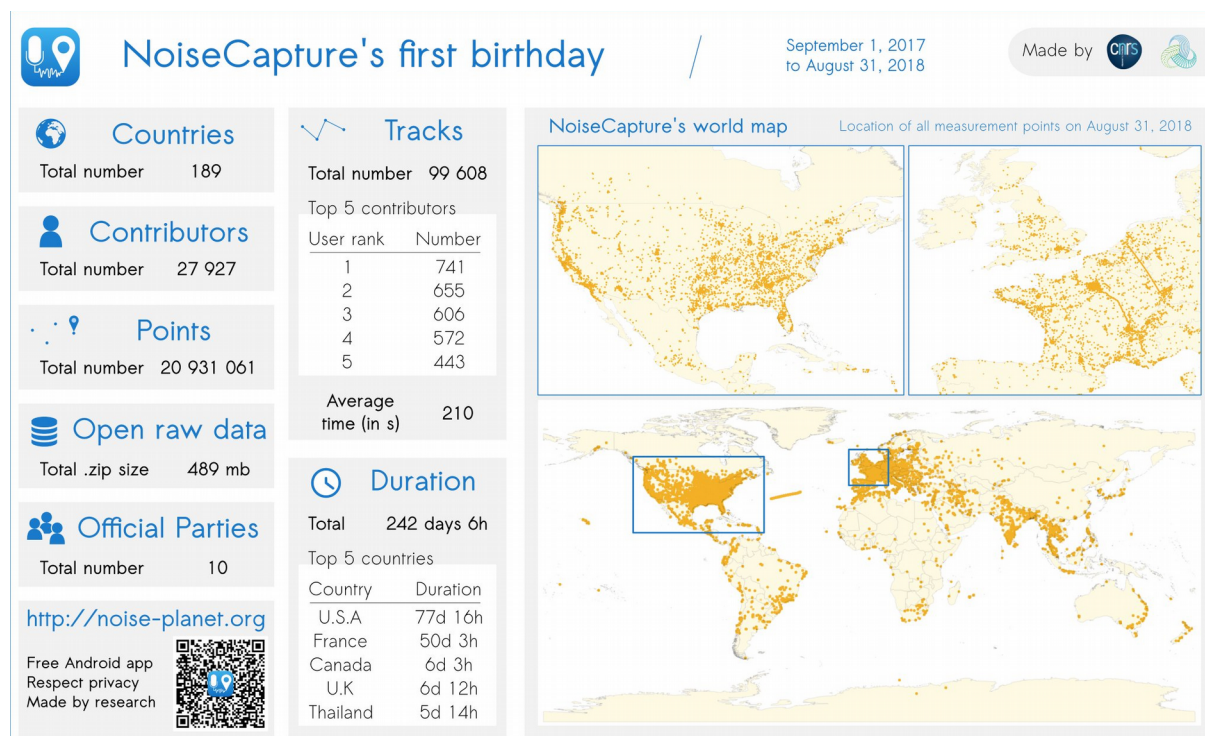 NoiseCapture's first birthday
September 1, 2017
to August 31, 2018
Made by
cnrs
Countries
Total number 189
Contributors
Total number 27 927
Points
Total number 20 931 061
Open raw data
Total .zip size 489 mb
Official Parties
Total number 10
http://noise-planet.org
Free Android app
Respect privacy
Made by research
Tracks
Total number 99 608
Top 5 contributors
User rank Number
1 741
2 655
3 606
4 572
5 443
Average
time (in s) 210
Duration
Total 242 days 6h
Top 5 countries
Country Duration
U.S.A 77d 16h
France 50d 3h
Canada 6d 3h
U.K 6d 12h
Thailand 5d 14h
NoiseCapture's world map
Location of all measurement points on August 31, 2018